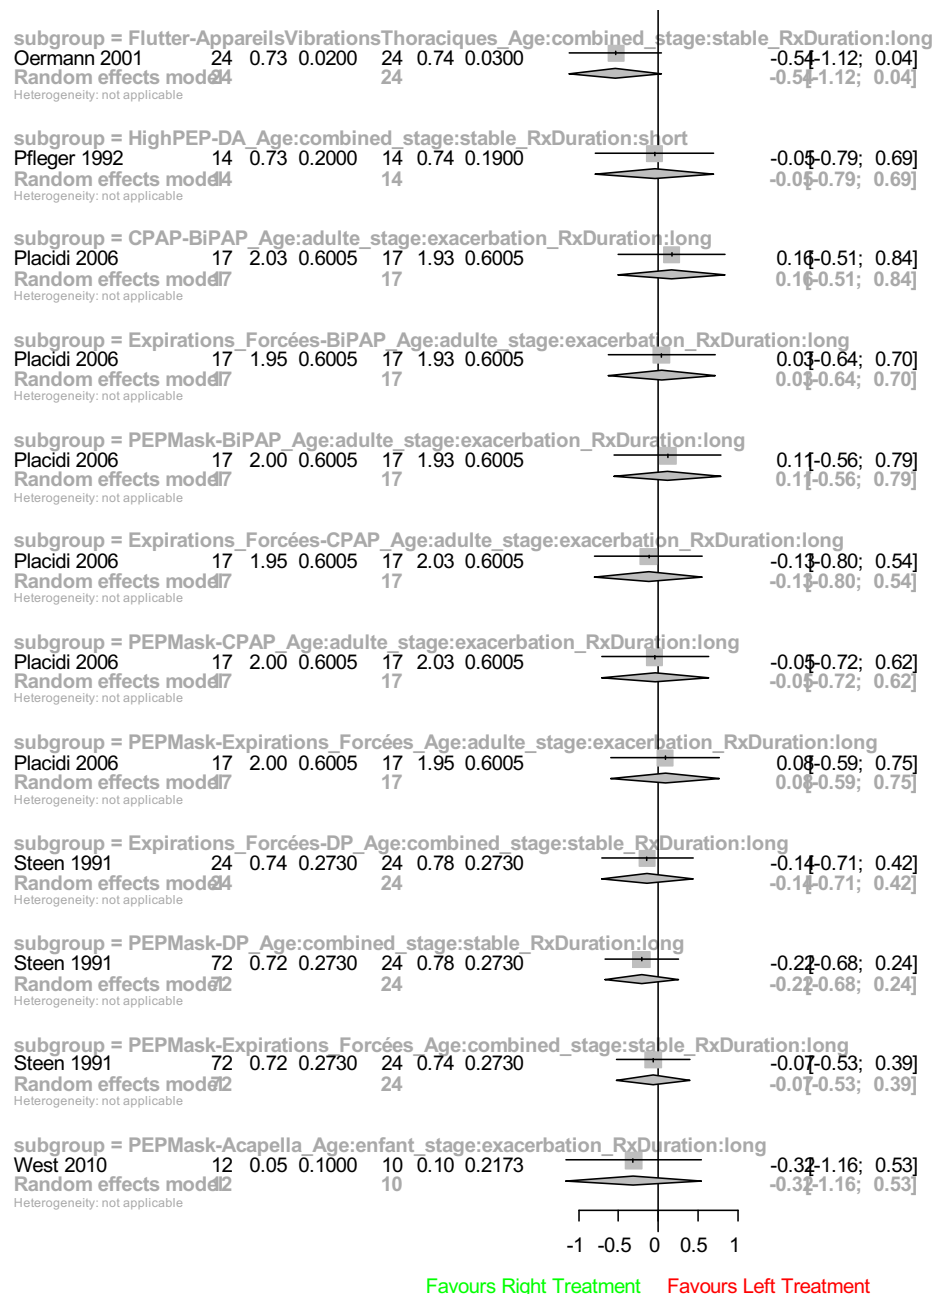 subgroup = Flutter-AppareilsVibrationsThoraciques_Age:combined_stage:stable_RxDuration:long
Oermann 2001 24 0.73 0.0200 24 0.74 0.0300 -0.54 [-1.12; 0.04]
Random effects model 24 24 -0.54 [-1.12; 0.04]
Heterogeneity: not applicable
subgroup = HighPEP-DA_Age:combined_stage:stable_RxDuration:short
Pfleger 1992 14 0.73 0.2000 14 0.74 0.1900 -0.05 [-0.79; 0.69]
Random effects model 14 14 -0.05 [-0.79; 0.69]
Heterogeneity: not applicable
subgroup = CPAP-BiPAP_Age:adulte_stage:exacerbation_RxDuration:long
Placidi 2006 17 2.03 0.6005 17 1.93 0.6005 0.16 [-0.51; 0.84]
Random effects model 17 17 0.16 [-0.51; 0.84]
Heterogeneity: not applicable
subgroup = Expirations_Forcées-BiPAP_Age:adulte_stage:exacerbation_RxDuration:long
Placidi 2006 17 1.95 0.6005 17 1.93 0.6005 0.03 [-0.64; 0.70]
Random effects model 17 17 0.03 [-0.64; 0.70]
Heterogeneity: not applicable
subgroup = PEPMask-BiPAP_Age:adulte_stage:exacerbation_RxDuration:long
Placidi 2006 17 2.00 0.6005 17 1.93 0.6005 0.11 [-0.56; 0.79]
Random effects model 17 17 0.11 [-0.56; 0.79]
Heterogeneity: not applicable
subgroup = Expirations_Forcées-CPAP_Age:adulte_stage:exacerbation_RxDuration:long
Placidi 2006 17 1.95 0.6005 17 2.03 0.6005 -0.13 [-0.80; 0.54]
Random effects model 17 17 -0.13 [-0.80; 0.54]
Heterogeneity: not applicable
subgroup = PEPMask-CPAP_Age:adulte_stage:exacerbation_RxDuration:long
Placidi 2006 17 2.00 0.6005 17 2.03 0.6005 -0.05 [-0.72; 0.62]
Random effects model 17 17 -0.05 [-0.72; 0.62]
Heterogeneity: not applicable
subgroup = PEPMask-Expirations_Forcées_Age:adulte_stage:exacerbation_RxDuration:long
Placidi 2006 17 2.00 0.6005 17 1.95 0.6005 0.08 [-0.59; 0.75]
Random effects model 17 17 0.08 [-0.59; 0.75]
Heterogeneity: not applicable
subgroup = Expirations_Forcées-DP_Age:combined_stage:stable_RxDuration:long
Steen 1991 24 0.74 0.2730 24 0.78 0.2730 -0.14 [-0.71; 0.42]
Random effects model 24 24 -0.14 [-0.71; 0.42]
Heterogeneity: not applicable
subgroup = PEPMask-DP_Age:combined_stage:stable_RxDuration:long
Steen 1991 72 0.72 0.2730 24 0.78 0.2730 -0.22 [-0.68; 0.24]
Random effects model 72 24 -0.22 [-0.68; 0.24]
Heterogeneity: not applicable
subgroup = PEPMask-Expirations_Forcées_Age:combined_stage:stable_RxDuration:long
Steen 1991 72 0.72 0.2730 24 0.74 0.2730 -0.07 [-0.53; 0.39]
Random effects model 72 24 -0.07 [-0.53; 0.39]
Heterogeneity: not applicable
subgroup = PEPMask-Acapella_Age:enfant_stage:exacerbation_RxDuration:long
West 2010 12 0.05 0.1000 10 0.10 0.2173 -0.32 [-1.16; 0.53]
Random effects model 12 10 -0.32 [-1.16; 0.53]
Heterogeneity: not applicable
-1 -0.5 0 0.5 1
Favours Right Treatment Favours Left Treatment